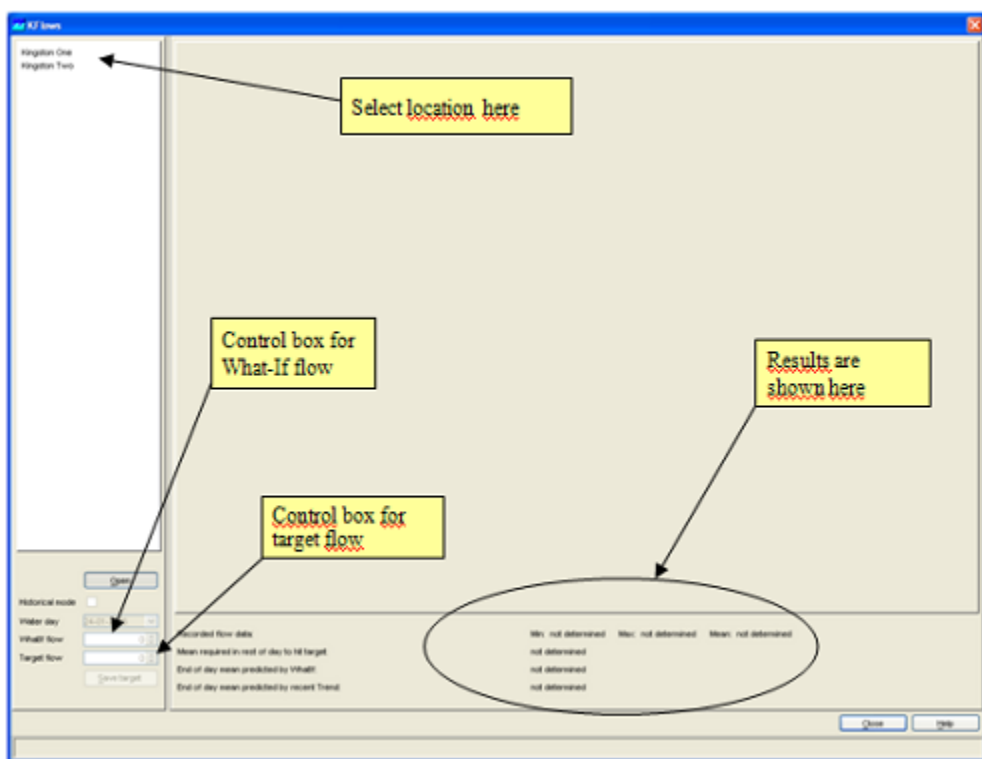 KFlows
Kingston One
Kingston Two
Select location here
Control box for
What-If flow
Results are
shown here
Control box for
target flow
Open
Historical mode
Water day
WhatIf flow
0
Target flow
0
Save target
Recorded flow data:
Min: not determined Max: not determined Mean: not determined
Mean required in rest of day to hit target:
not determined
End of day mean predicted by WhatIf:
not determined
End of day mean predicted by recent Trend:
not determined
Close
Help